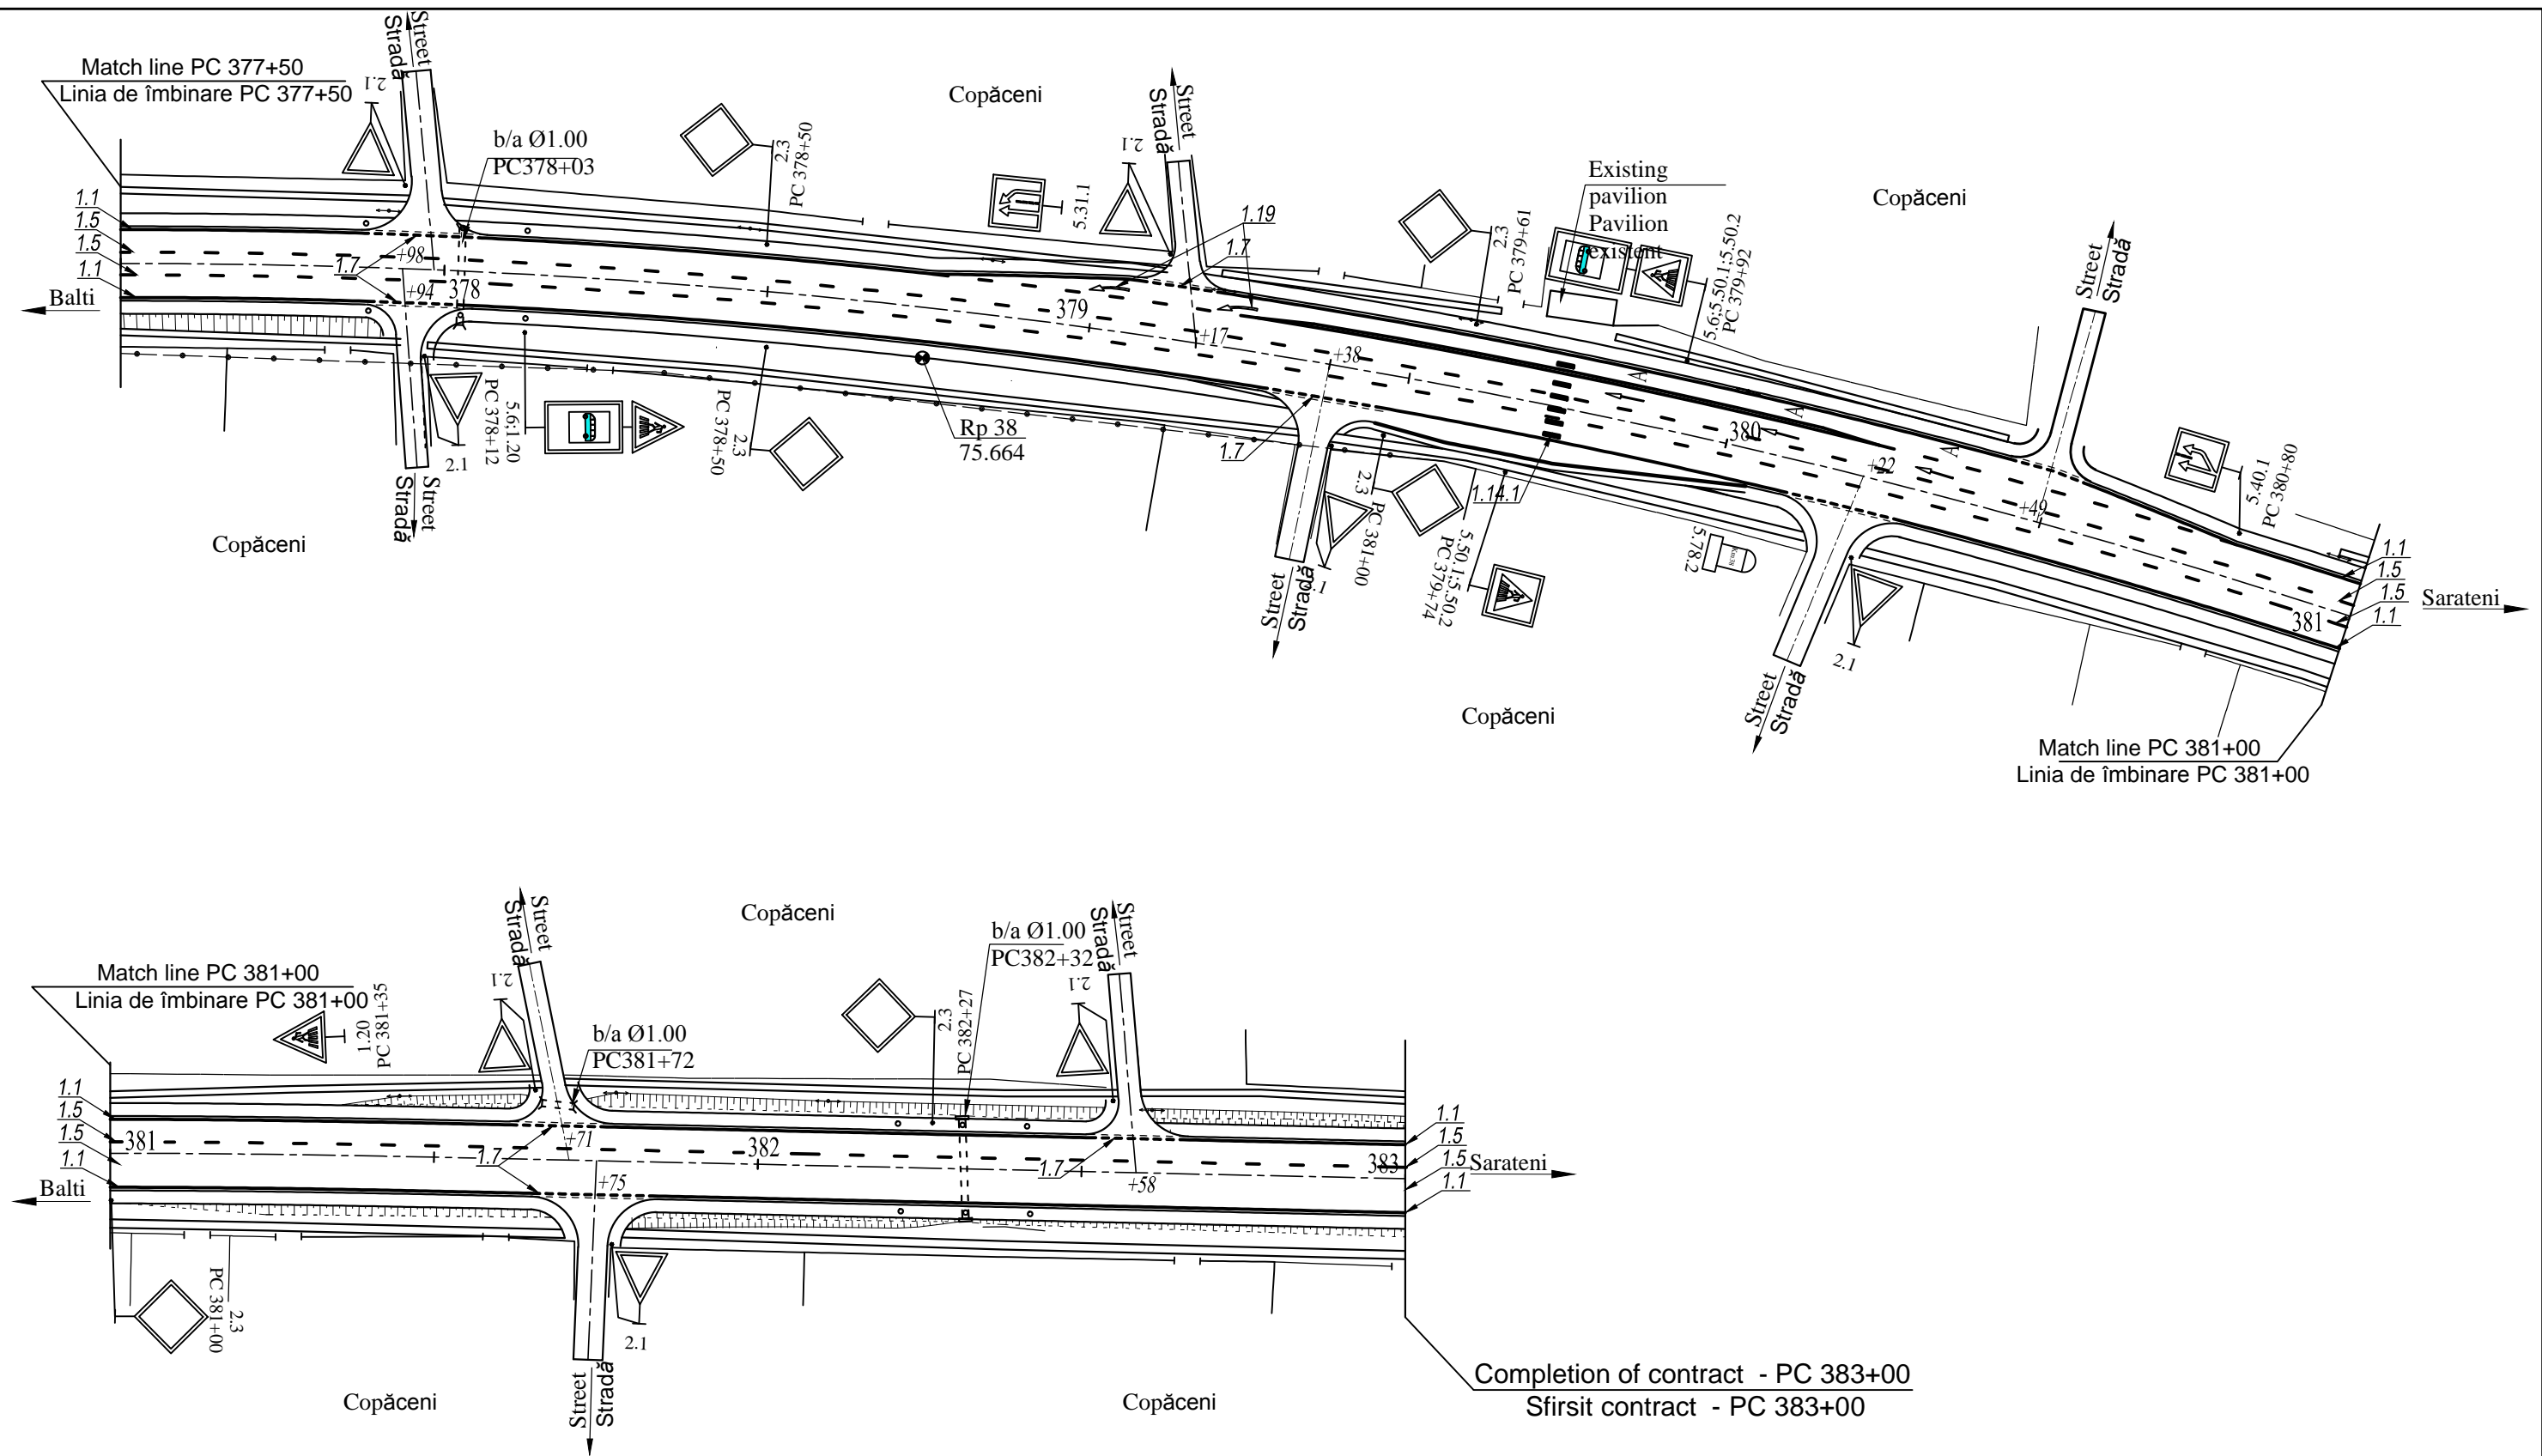 Match line PC 377+50
Linia de îmbinare PC 377+50
Street
Stradă
2.1
b/a Ø1.00
PC378+03
2.3
PC 378+50
Copăceni
5.31.1
2.1
Street
Stradă
1.19
1.7
2.3
PC 379+61
Existing
pavilion
Pavilion
existent
5.6;5.50.1;5.50.2
PC 379+92
Copăceni
Street
Stradă
1.1
1.5
1.5
1.1
Balti
1.7
+98
+94
378
379
+17
+38
380
+22
+49
5.40.1
PC 380+80
1.1
1.5
1.5
1.1
381
Sarateni
2.1
5.6;1.20
PC 378+12
2.3
PC 378+50
Rp 38
75.664
1.7
2.3
PC 381+00
1.14.1
5.50.1;5.50.2
PC 379+74
Km38
5.78.2
Street
Stradă
Copăceni
Street
Stradă
2.1
Copăceni
Street
Stradă
2.1
Match line PC 381+00
Linia de îmbinare PC 381+00
Match line PC 381+00
Linia de îmbinare PC 381+00
1.20
PC 381+35
Street
Stradă
2.1
b/a Ø1.00
PC381+72
Copăceni
2.3
PC 382+27
b/a Ø1.00
PC382+32
Street
Stradă
2.1
1.1
1.5
1.5
1.1
Balti
381
1.7
+71
+75
382
1.7
+58
383
1.1
1.5
1.5
1.1
Sarateni
2.3
PC 381+00
2.1
Street
Stradă
Copăceni
Copăceni
Completion of contract - PC 383+00
Sfirsit contract - PC 383+00